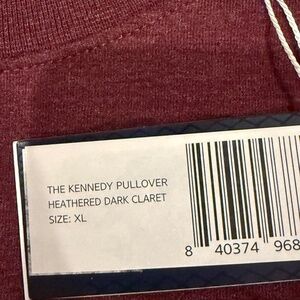 THE KENNEDY PULLOVER
HEATHERED DARK CLARET
SIZE: XL
8 40374 968